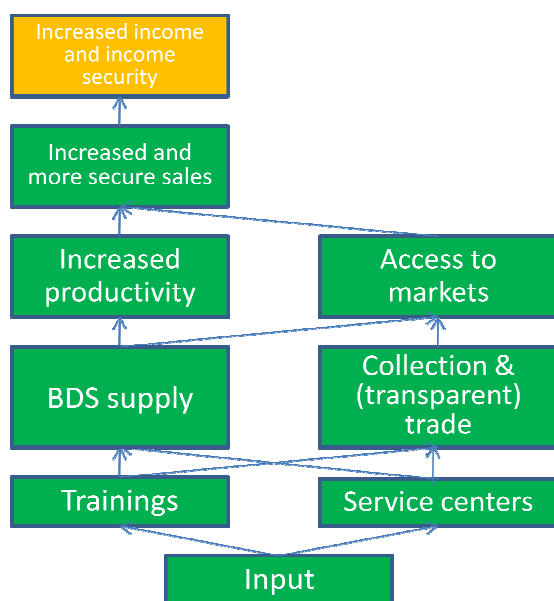 Increased income
and income
security
Increased and
more secure sales
Increased
productivity
Access to
markets
BDS supply
Collection &
(transparent)
trade
Trainings
Service centers
Input